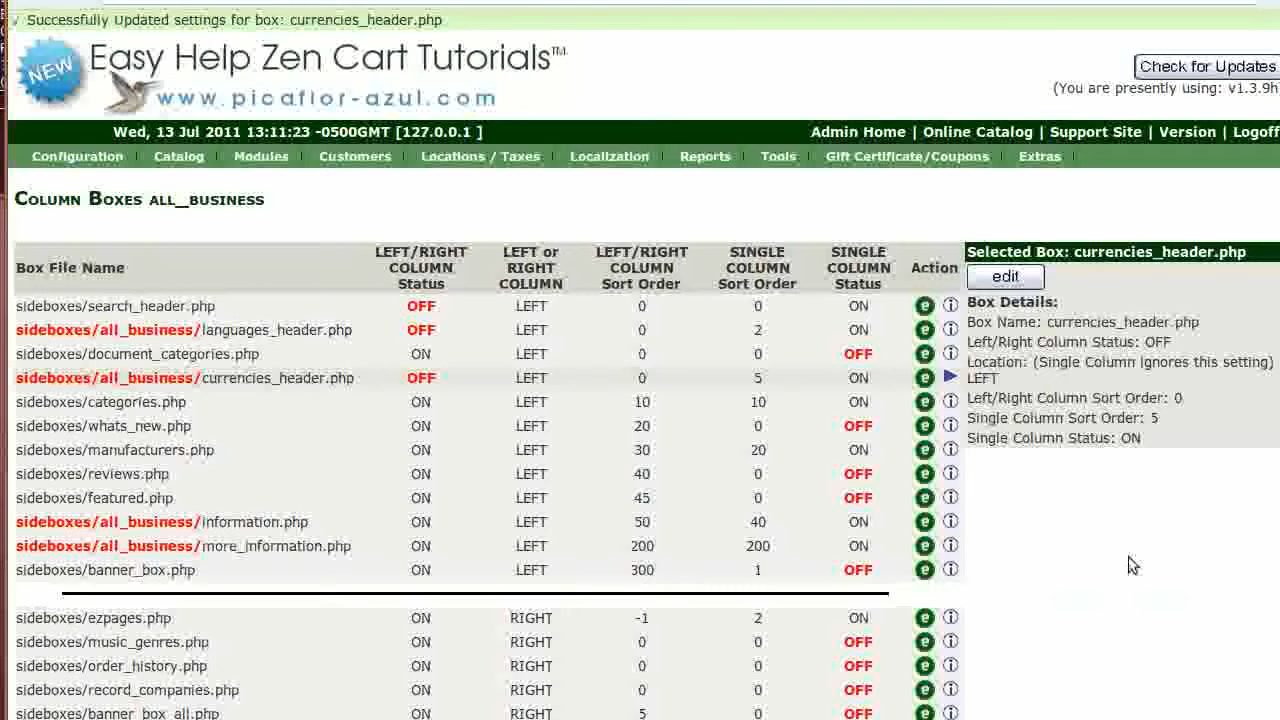 √ Successfully Updated settings for box: currencies_header.php
NEW Easy Help Zen Cart Tutorials™
www.picaflor-azul.com
Check for Updates
(You are presently using: v1.3.9h
Wed, 13 Jul 2011 13:11:23 -0500GMT [127.0.0.1 ] Admin Home | Online Catalog | Support Site | Version | Logoff
Configuration Catalog Modules Customers Locations / Taxes Localization Reports Tools Gift Certificate/Coupons Extras
Column Boxes all_business
Box File Name LEFT/RIGHT COLUMN Status LEFT or RIGHT COLUMN LEFT/RIGHT COLUMN Sort Order SINGLE COLUMN Sort Order SINGLE COLUMN Status Action
sideboxes/search_header.php OFF LEFT 0 0 ON
sideboxes/all_business/languages_header.php OFF LEFT 0 2 ON
sideboxes/document_categories.php ON LEFT 0 0 OFF
sideboxes/all_business/currencies_header.php OFF LEFT 0 5 ON
sideboxes/categories.php ON LEFT 10 10 ON
sideboxes/whats_new.php ON LEFT 20 0 OFF
sideboxes/manufacturers.php ON LEFT 30 20 ON
sideboxes/reviews.php ON LEFT 40 0 OFF
sideboxes/featured.php ON LEFT 45 0 OFF
sideboxes/all_business/information.php ON LEFT 50 40 ON
sideboxes/all_business/more_information.php ON LEFT 200 200 ON
sideboxes/banner_box.php ON LEFT 300 1 OFF
sideboxes/ezpages.php ON RIGHT -1 2 ON
sideboxes/music_genres.php ON RIGHT 0 0 OFF
sideboxes/order_history.php ON RIGHT 0 0 OFF
sideboxes/record_companies.php ON RIGHT 0 0 OFF
sideboxes/banner_box_all.php ON RIGHT 5 0 OFF
Selected Box: currencies_header.php
edit
Box Details:
Box Name: currencies_header.php
Left/Right Column Status: OFF
Location: (Single Column ignores this setting)
LEFT
Left/Right Column Sort Order: 0
Single Column Sort Order: 5
Single Column Status: ON